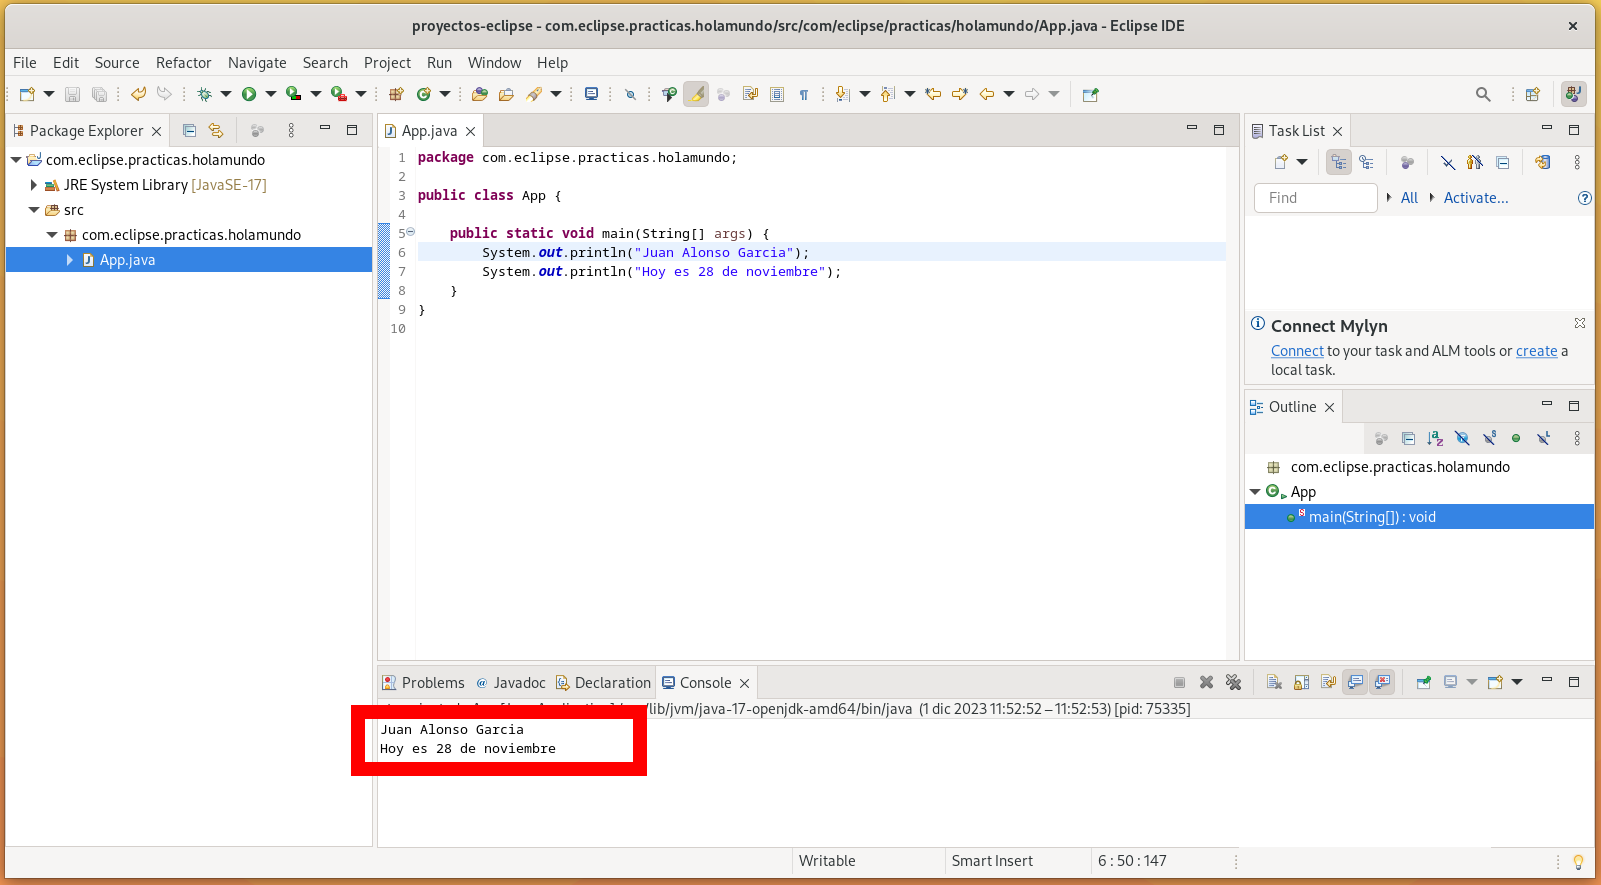 proyectos-eclipse - com.eclipse.practicas.holamundo/src/com/eclipse/practicas/holamundo/App.java - Eclipse IDE
File Edit Source Refactor Navigate Search Project Run Window Help
Package Explorer
com.eclipse.practicas.holamundo
JRE System Library [JavaSE-17]
src
com.eclipse.practicas.holamundo
App.java
App.java
1 package com.eclipse.practicas.holamundo;
2
3 public class App {
4
5 public static void main(String[] args) {
6 System.out.println("Juan Alonso Garcia");
7 System.out.println("Hoy es 28 de noviembre");
8 }
9 }
10
Task List
Find All Activate...
Connect Mylyn
Connect to your task and ALM tools or create a
local task.
Outline
com.eclipse.practicas.holamundo
App
main(String[]) : void
Problems Javadoc Declaration Console
/lib/jvm/java-17-openjdk-amd64/bin/java (1 dic 2023 11:52:52 – 11:52:53) [pid: 75335]
Juan Alonso Garcia
Hoy es 28 de noviembre
Writable Smart Insert 6 : 50 : 147